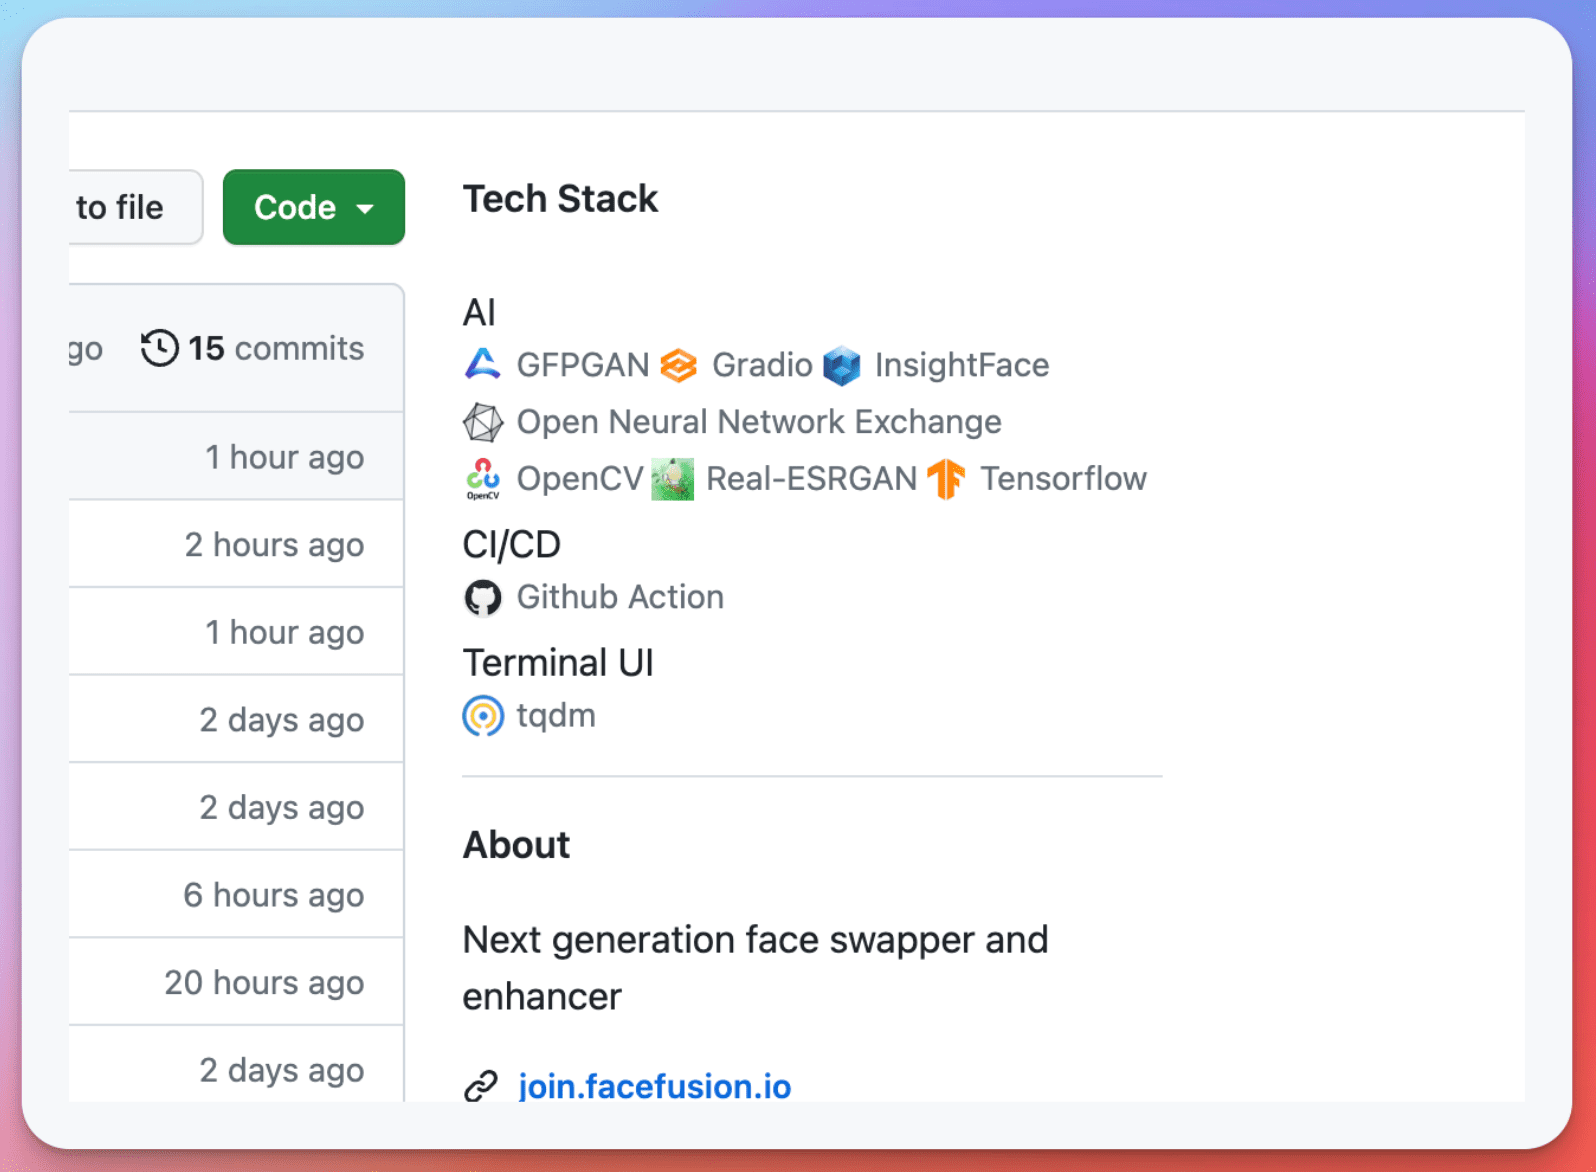 to file
Code
go
15 commits
1 hour ago
2 hours ago
1 hour ago
2 days ago
2 days ago
6 hours ago
20 hours ago
2 days ago
Tech Stack
AI
GFPGAN Gradio InsightFace
Open Neural Network Exchange
OpenCV OpenCV Real-ESRGAN Tensorflow
CI/CD
Github Action
Terminal UI
tqdm
About
Next generation face swapper and
enhancer
join.facefusion.io